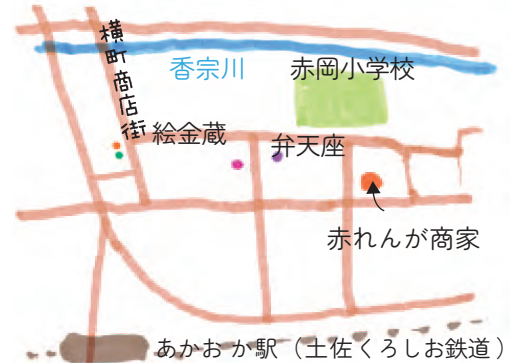 横町商店街
香宗川
赤岡小学校
絵金蔵
弁天座
赤れんが商家
あかおか駅（土佐くろしお鉄道）